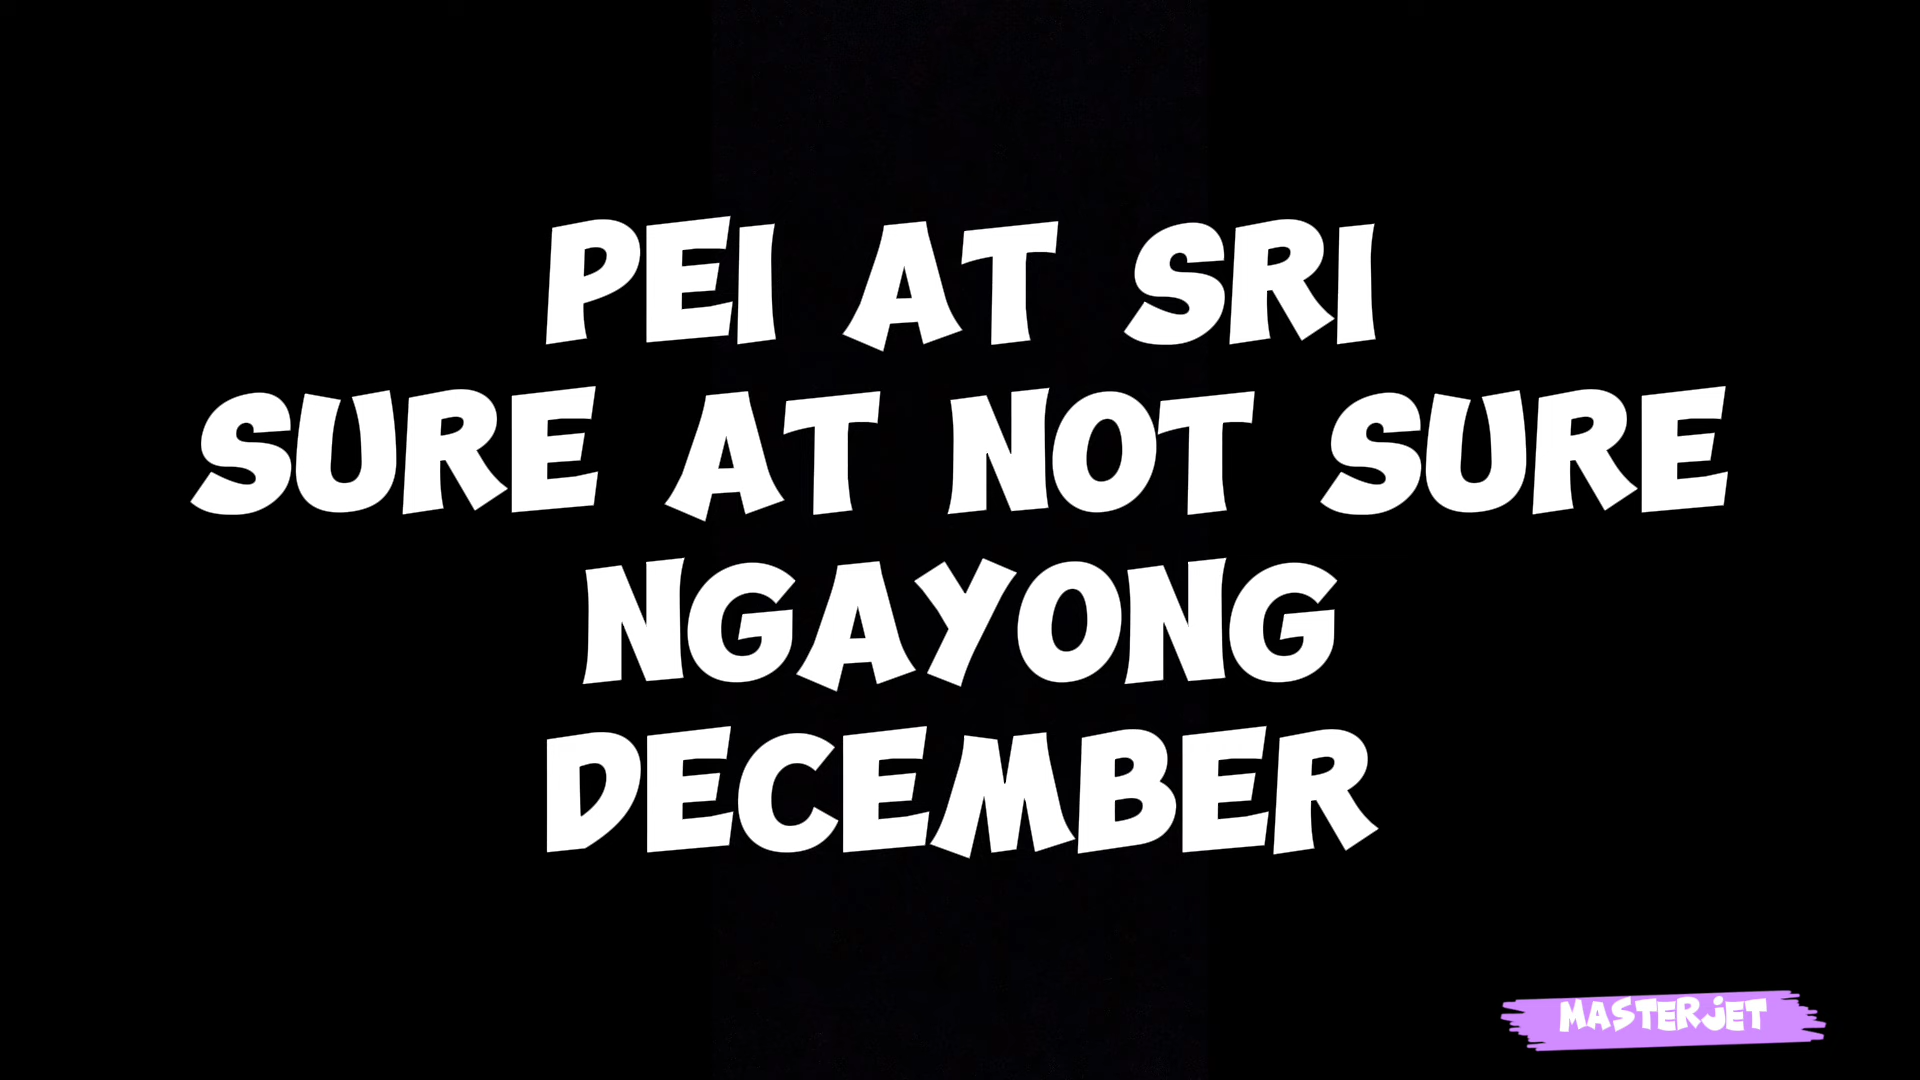 PEI AT SRI
SURE AT NOT SURE
NGAYONG
DECEMBER
MASTERJET